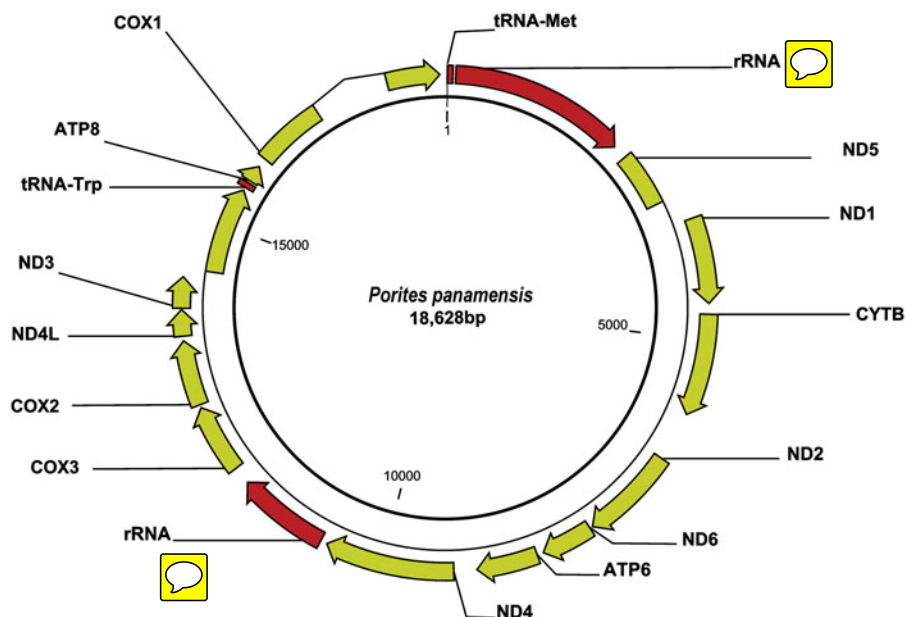 tRNA-Met
COX1
rRNA
ATP8
1
ND5
tRNA-Trp
ND1
15000
ND3
Porites panamensis
18,628bp
CYTB
5000
ND4L
COX2
ND2
COX3
10000
rRNA
ND6
ATP6
ND4